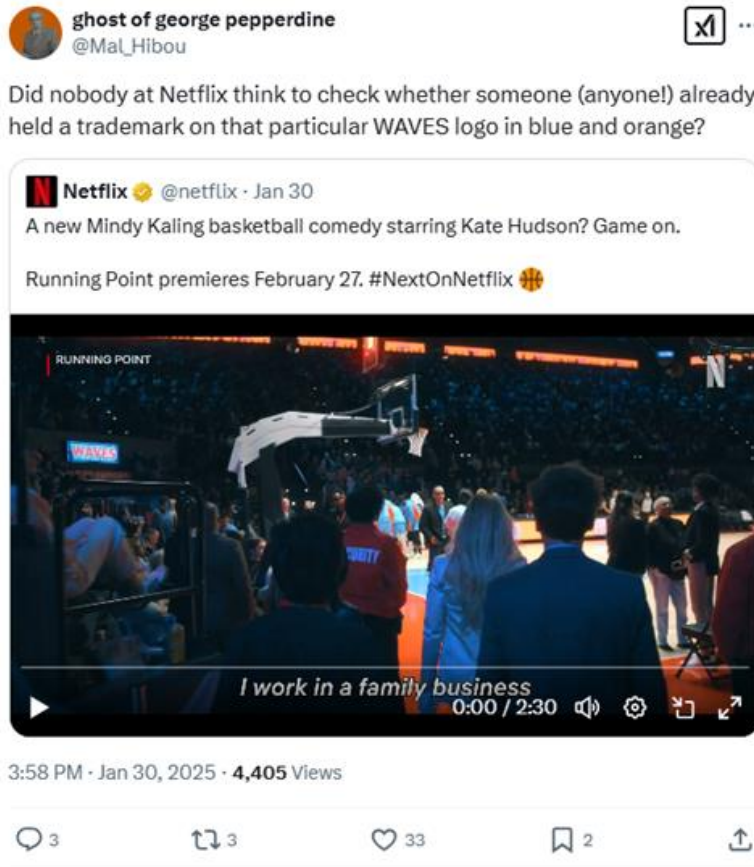 ghost of george pepperdine
@Mal_Hibou
Did nobody at Netflix think to check whether someone (anyone!) already
held a trademark on that particular WAVES logo in blue and orange?
N Netflix @netflix · Jan 30
A new Mindy Kaling basketball comedy starring Kate Hudson? Game on.
Running Point premieres February 27. #NextOnNetflix 🏀
RUNNING POINT
N
WAVES
I work in a family business
0:00 / 2:30
3:58 PM · Jan 30, 2025 · 4,405 Views
3 3 33 2